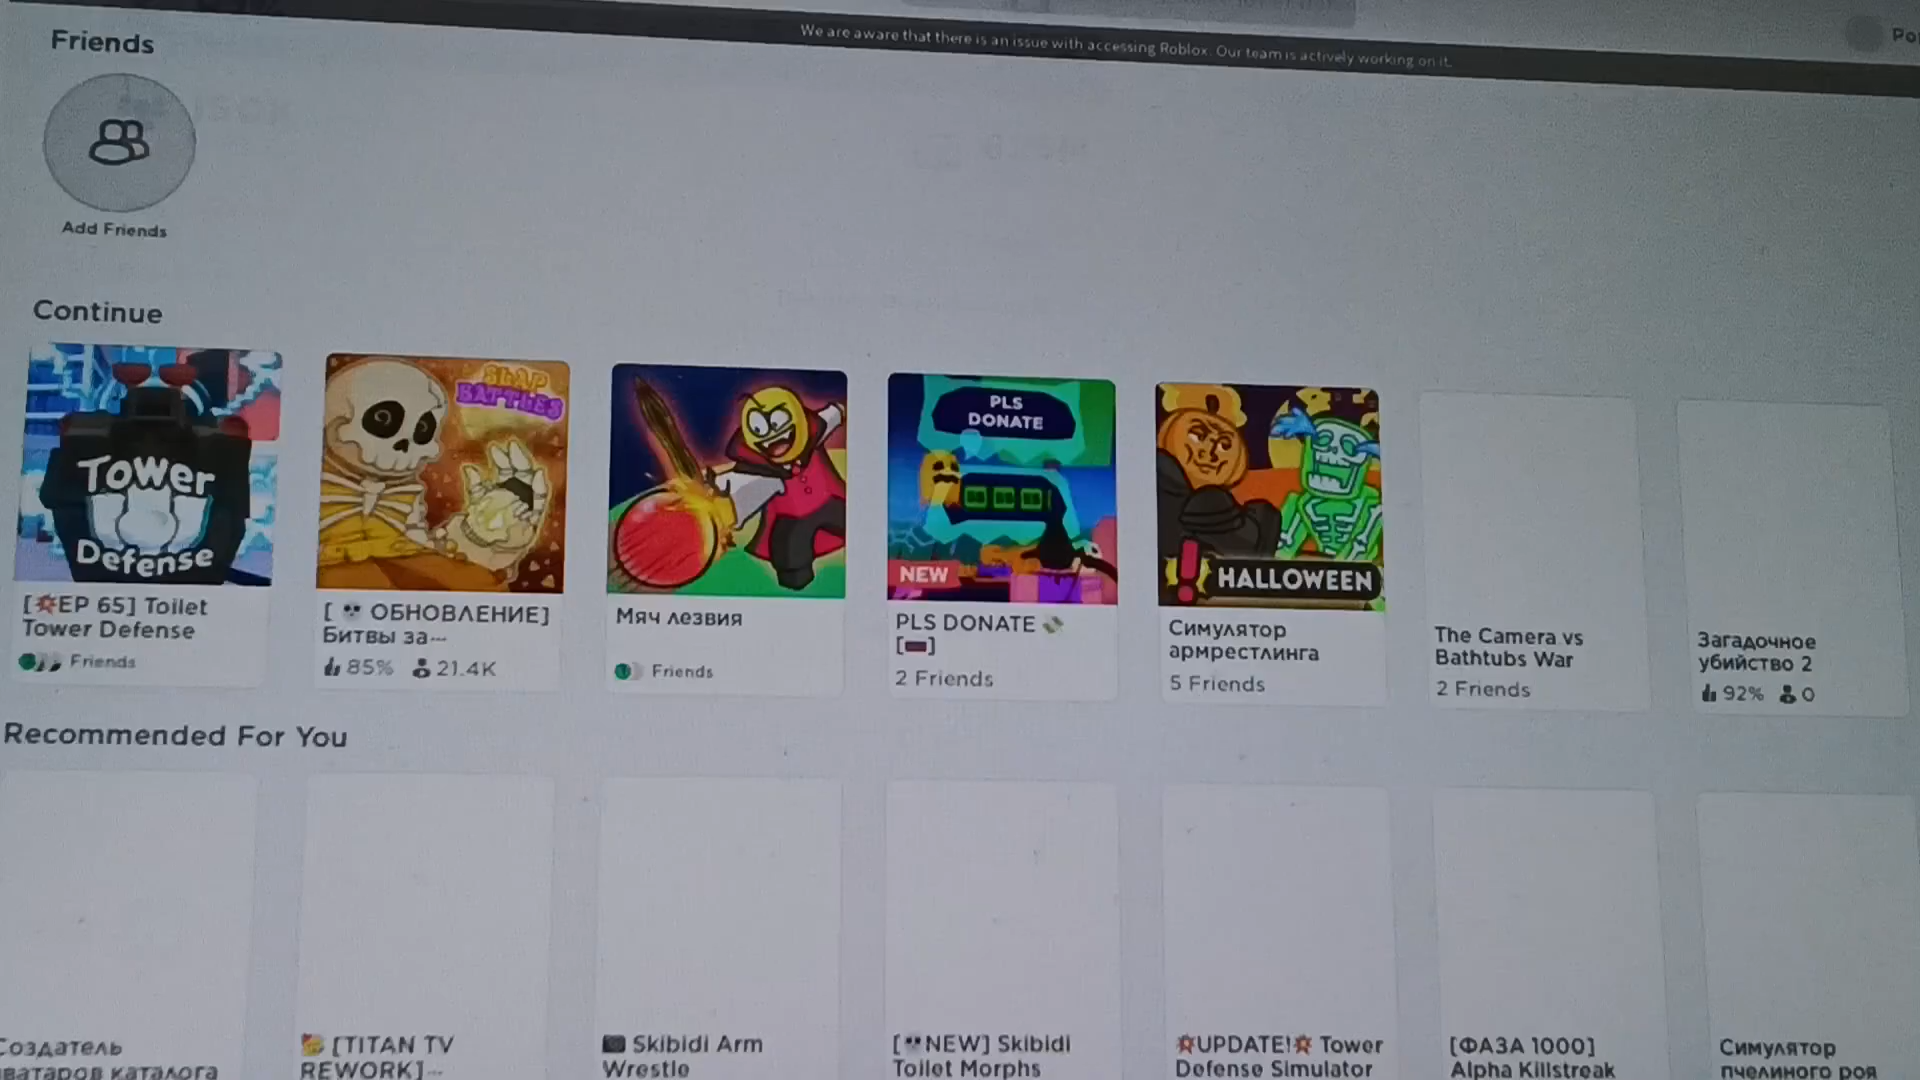 We are aware that there is an issue with accessing Roblox. Our team is actively working on it.
Friends
Add Friends
Continue
Tower
Defense
SLAP
BATTLES
PLS
DONATE
NEW
HALLOWEEN
[💥EP 65] Toilet
Tower Defense
Friends
[ 💀 ОБНОВЛЕНИЕ]
Битвы за...
85% 21.4K
Мяч лезвия
Friends
PLS DONATE 💸
2 Friends
Симулятор
армрестлинга
5 Friends
The Camera vs
Bathtubs War
2 Friends
Загадочное
убийство 2
92% 0
Recommended For You
Создатель
аватаров каталога
[TITAN TV
REWORK]...
Skibidi Arm
Wrestle
[💀NEW] Skibidi
Toilet Morphs
💥UPDATE!💥 Tower
Defense Simulator
[ФАЗА 1000]
Alpha Killstreak
Симулятор
пчелиного роя